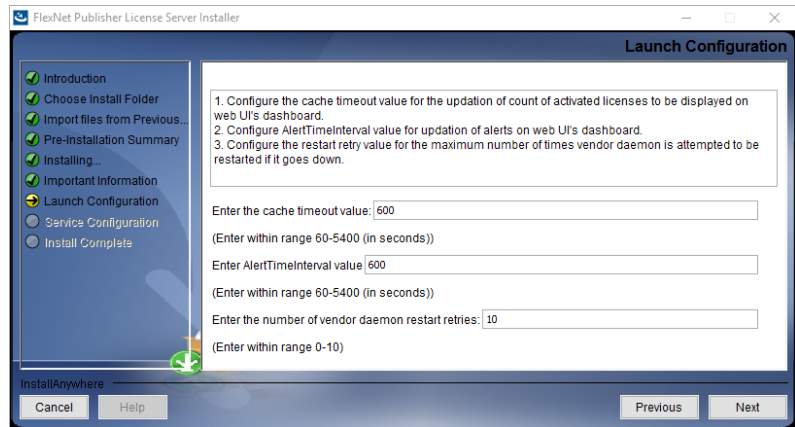 FlexNet Publisher License Server Installer
Launch Configuration
Introduction
Choose Install Folder
Import files from Previous...
Pre-Installation Summary
Installing...
Important Information
Launch Configuration
Service Configuration
Install Complete
1. Configure the cache timeout value for the updation of count of activated licenses to be displayed on
web UI's dashboard.
2. Configure AlertTimeInterval value for updation of alerts on web UI's dashboard.
3. Configure the restart retry value for the maximum number of times vendor daemon is attempted to be
restarted if it goes down.
Enter the cache timeout value: 600
(Enter within range 60-5400 (in seconds))
Enter AlertTimeInterval value 600
(Enter within range 60-5400 (in seconds))
Enter the number of vendor daemon restart retries: 10
(Enter within range 0-10)
InstallAnywhere
Cancel Help Previous Next